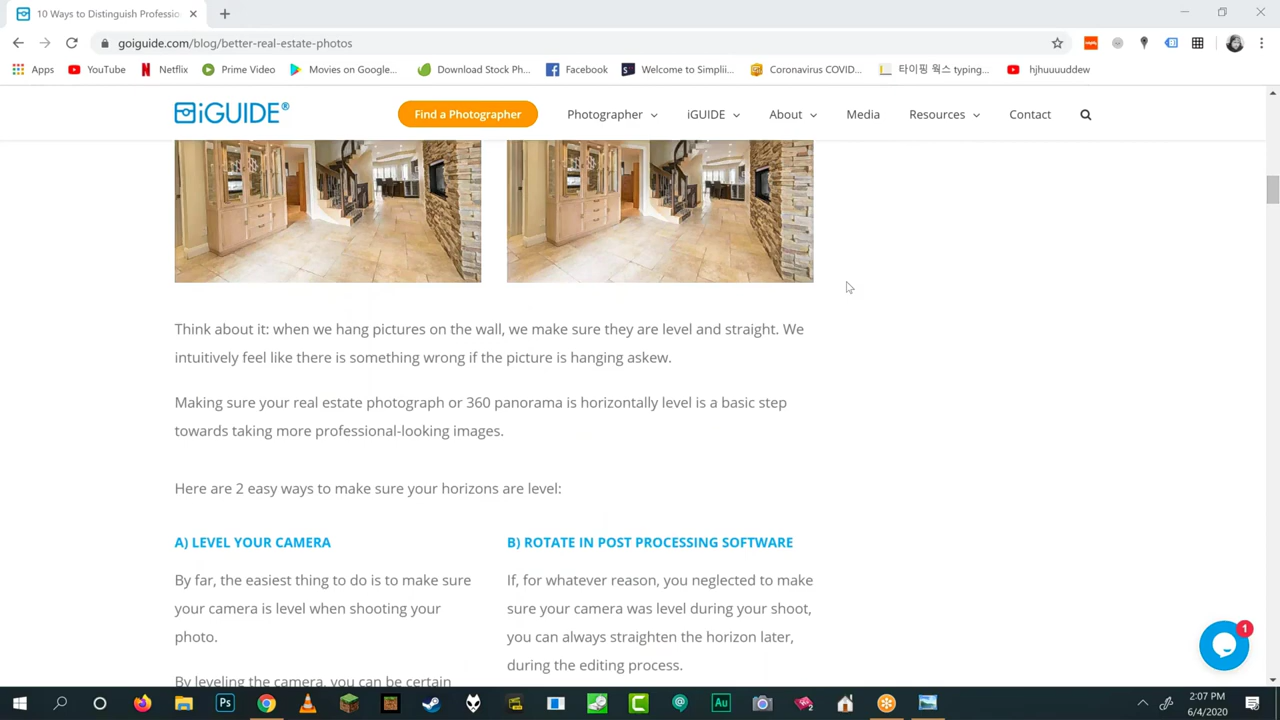 10 Ways to Distinguish Professio
goiguide.com/blog/better-real-estate-photos
Apps
YouTube
Netflix
Prime Video
Movies on Google...
Download Stock Ph...
Facebook
Welcome to Simplii...
Coronavirus COVID...
타이핑 웍스 typing...
hjhuuuuddew
iGUIDE®
Find a Photographer
Photographer
iGUIDE
About
Media
Resources
Contact
Think about it: when we hang pictures on the wall, we make sure they are level and straight. We
intuitively feel like there is something wrong if the picture is hanging askew.
Making sure your real estate photograph or 360 panorama is horizontally level is a basic step
towards taking more professional-looking images.
Here are 2 easy ways to make sure your horizons are level:
A) LEVEL YOUR CAMERA
By far, the easiest thing to do is to make sure
your camera is level when shooting your
photo.
By leveling the camera, you can be certain
B) ROTATE IN POST PROCESSING SOFTWARE
If, for whatever reason, you neglected to make
sure your camera was level during your shoot,
you can always straighten the horizon later,
during the editing process.
1
Ps
Au
2:07 PM
6/4/2020